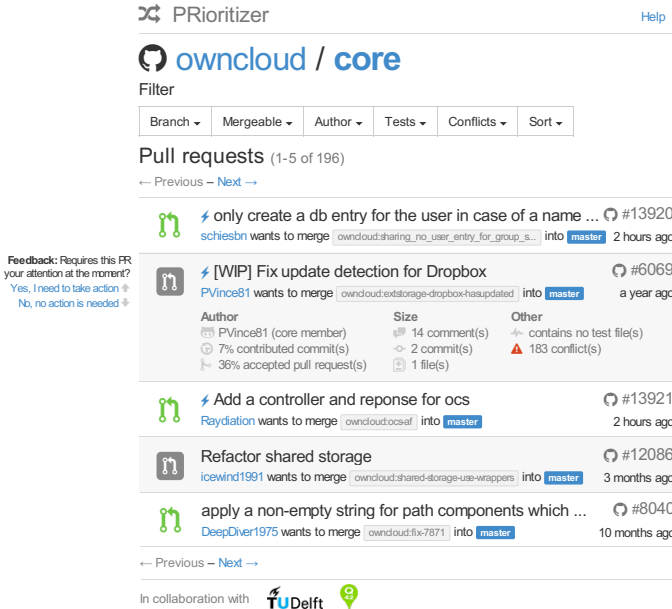 PRioritizer
Help
owncloud / core
Filter
Branch
Mergeable
Author
Tests
Conflicts
Sort
Pull requests (1-5 of 196)
← Previous – Next →
only create a db entry for the user in case of a name ... #13920
schiesbn wants to merge owncloud:sharing_no_user_entry_for_group_s... into master 2 hours ago
Feedback: Requires this PR
your attention at the moment?
Yes, I need to take action
No, no action is needed
[WIP] Fix update detection for Dropbox #6069
PVince81 wants to merge owncloud:extstorage-dropbox-hasupdated into master a year ago
Author Size Other
PVince81 (core member) 14 comment(s) contains no test file(s)
7% contributed commit(s) 2 commit(s) 183 conflict(s)
36% accepted pull request(s) 1 file(s)
Add a controller and reponse for ocs #13921
Raydiation wants to merge owncloud:ocs-af into master 2 hours ago
Refactor shared storage #12086
icewind1991 wants to merge owncloud:shared-storage-use-wrappers into master 3 months ago
apply a non-empty string for path components which ... #8040
DeepDiver1975 wants to merge owncloud:fix-7871 into master 10 months ago
← Previous – Next →
In collaboration with TUDelft